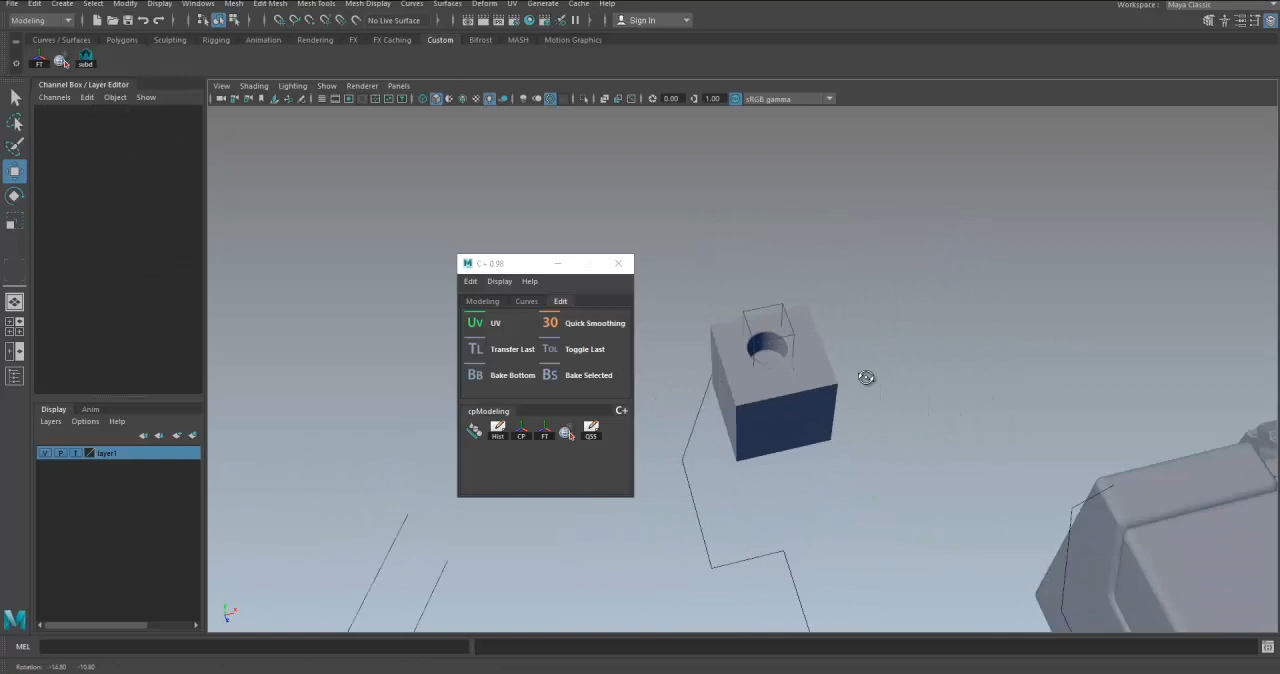 File Edit Create Select Modify Display Windows Mesh Edit Mesh Mesh Tools Mesh Display Curves Surfaces Deform UV Generate Cache Help Workspace: Maya Classic
Modeling No Live Surface Sign In
Curves / Surfaces Polygons Sculpting Rigging Animation Rendering FX FX Caching Custom Bifrost MASH Motion Graphics
FT subd
Channel Box / Layer Editor
View Shading Lighting Show Renderer Panels
Channels Edit Object Show
0.00 1.00 sRGB gamma
C + 0.98
Edit Display Help
Modeling Curves Edit
UV UV 30 Quick Smoothing
TL Transfer Last TOL Toggle Last
BB Bake Bottom BS Bake Selected
cpModeling C+
Hist CP FT QSS
Display Anim
Layers Options Help
V P T layer1
MEL
Rotation: -14.80 -10.80